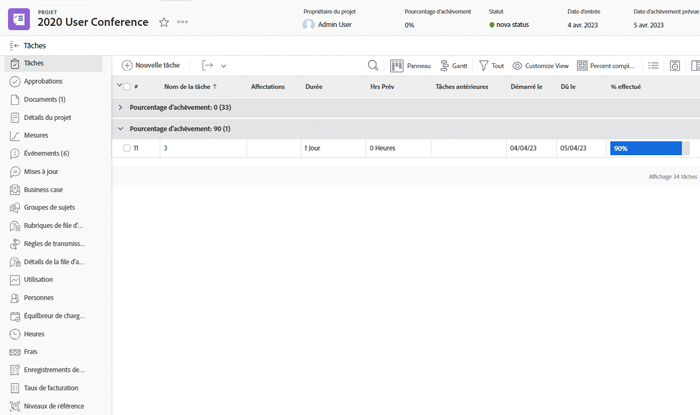 PROJET
2020 User Conference
Propriétaire du projet
Admin User
Pourcentage d'achèvement
0%
Statut
nova status
Date d'entrée
4 avr. 2023
Date d'achèvement prévue
5 avr. 2023
Tâches
Tâches
Approbations
Documents (1)
Détails du projet
Mesures
Événements (6)
Mises à jour
Business case
Groupes de sujets
Rubriques de file d'...
Règles de transmiss...
Détails de la file d'a...
Utilisation
Personnes
Équilbreur de charg...
Heures
Frais
Enregistrements de...
Taux de facturation
Niveaux de référence
Nouvelle tâche
Panneau
Gantt
Tout
Customize View
Percent compl...
#
Nom de la tâche
Affectations
Durée
Hrs Prév
Tâches antérieures
Démarré le
Dû le
% effectué
Pourcentage d'achèvement: 0 (33)
Pourcentage d'achèvement: 90 (1)
11
3
1 Jour
0 Heures
04/04/23
05/04/23
90%
Affichage 34 tâches